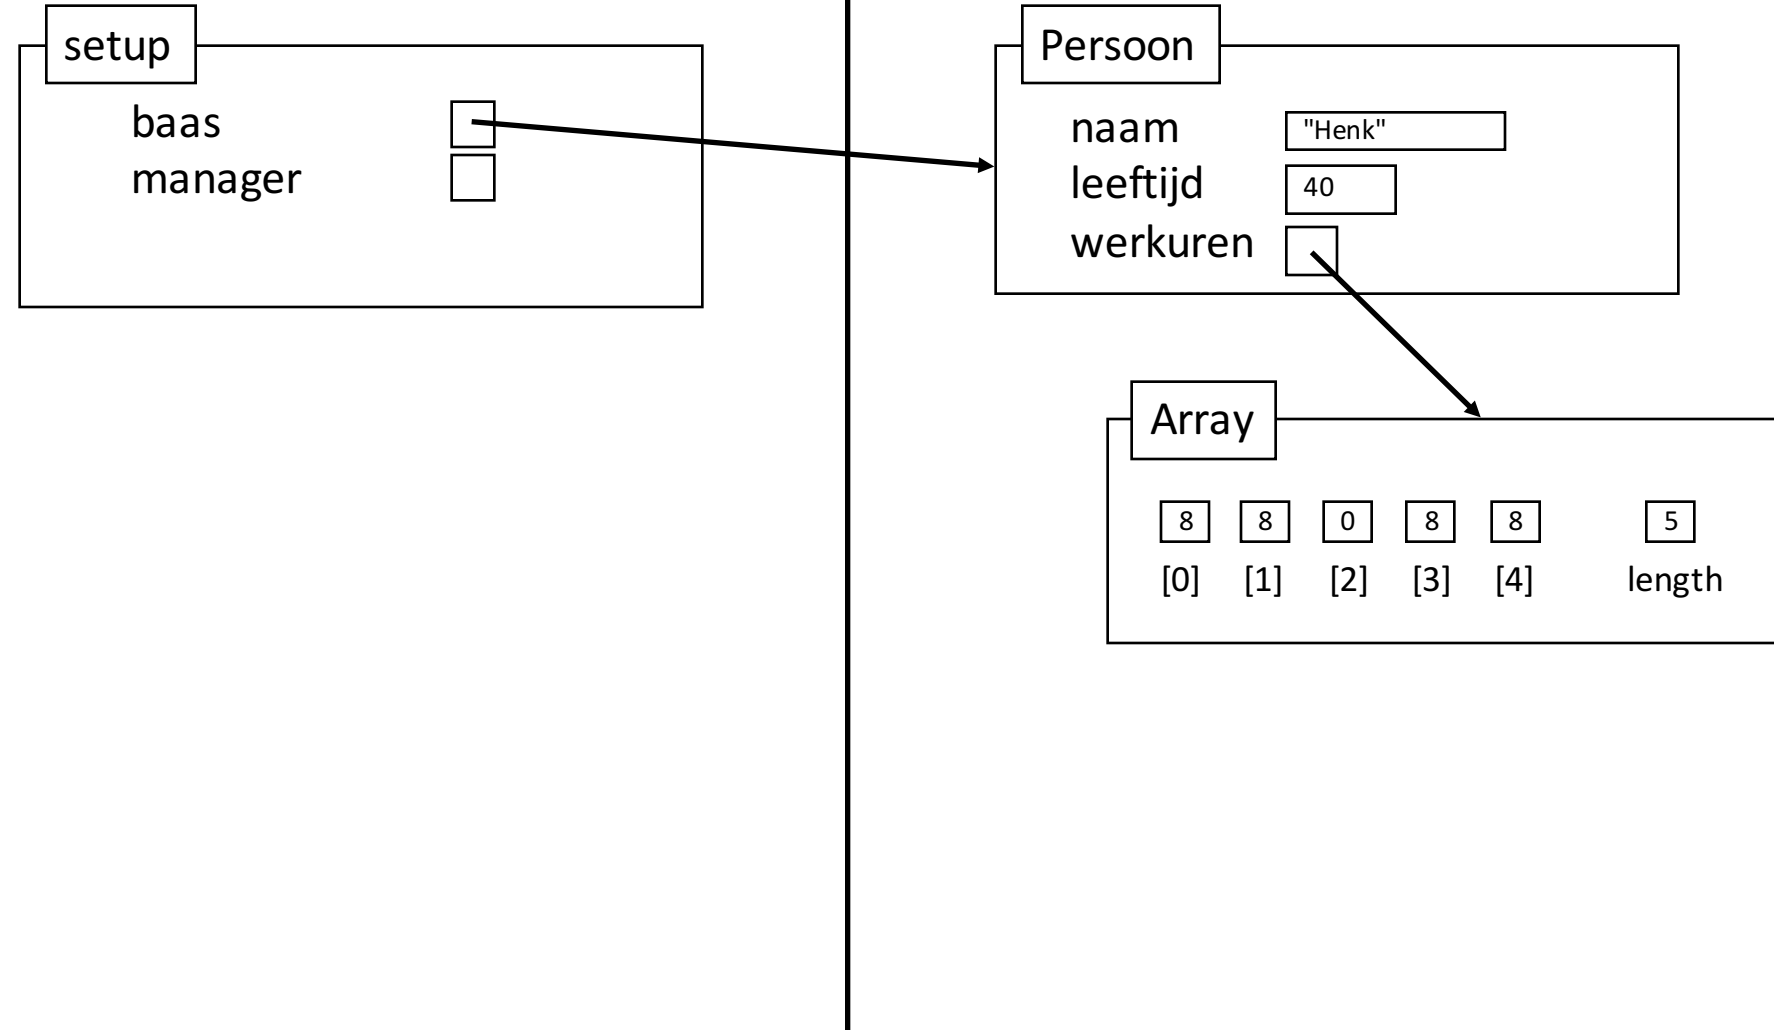 setup
baas
manager
Persoon
naam "Henk"
leeftijd 40
werkuren
Array
8 8 0 8 8 5
[0] [1] [2] [3] [4] length